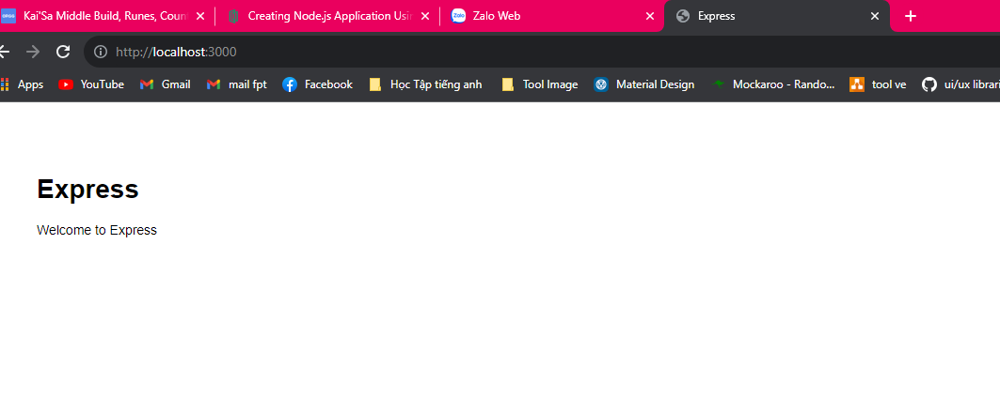 Kai'Sa Middle Build, Runes, Coun
Creating Node.js Application Usin
Zalo Web
Express
http://localhost:3000
Apps
YouTube
Gmail
mail fpt
Facebook
Học Tập tiếng anh
Tool Image
Material Design
Mockaroo - Rando...
tool ve
ui/ux librari
Express
Welcome to Express